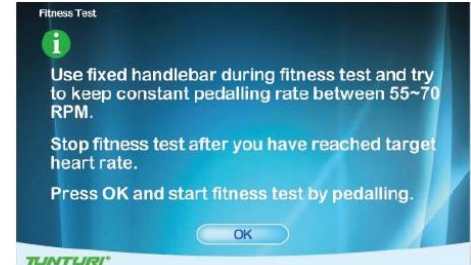 Fitness Test
i
Use fixed handlebar during fitness test and try
to keep constant pedalling rate between 55~70
RPM.
Stop fitness test after you have reached target
heart rate.
Press OK and start fitness test by pedalling.
OK
TUNTURI®